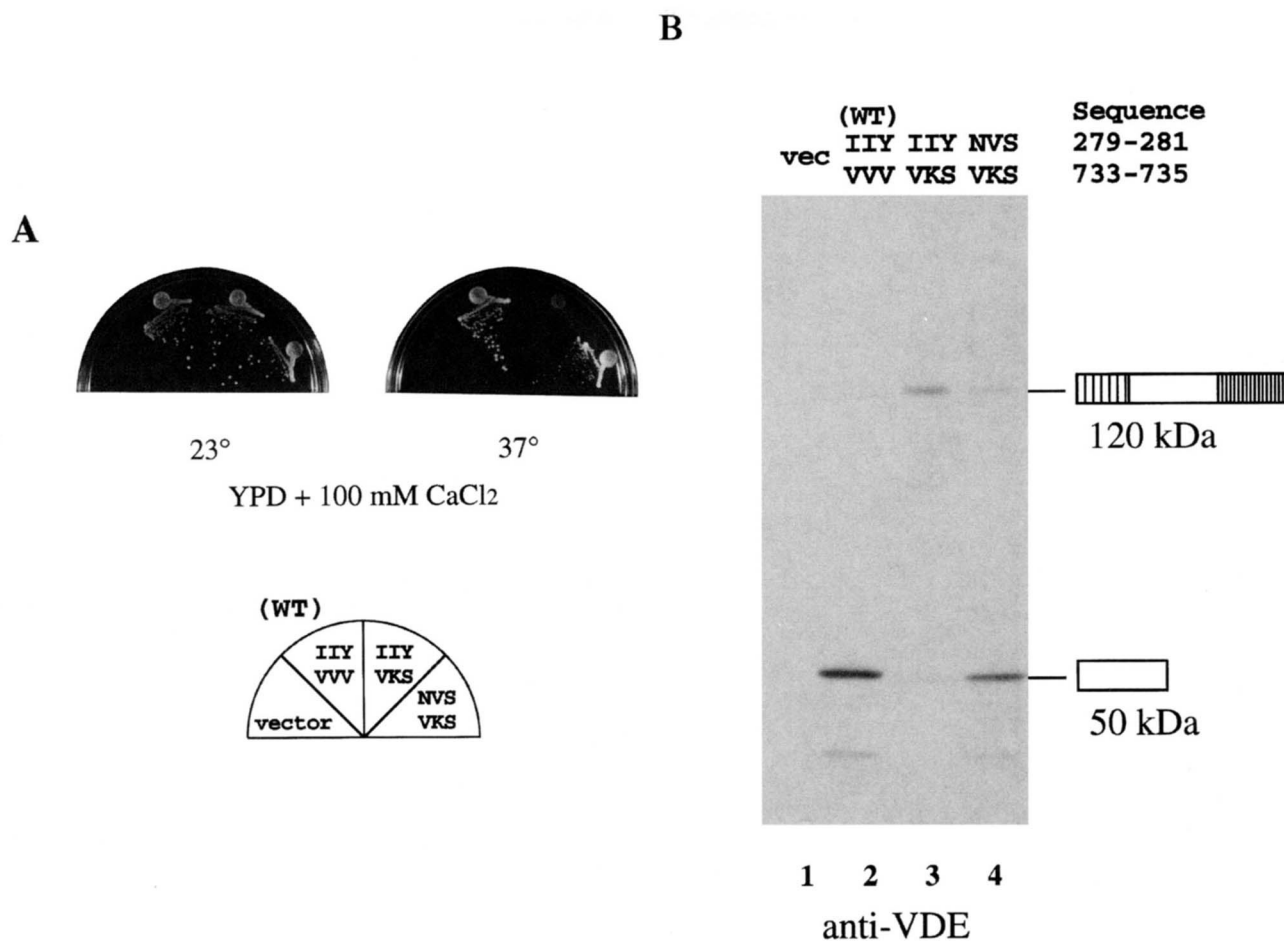 A
23°
37°
YPD + 100 mM CaCl2
(WT)
IIY IIY
VVV VKS
NVS
VKS
vector
B
(WT) Sequence
vec IIY IIY NVS 279-281
VVV VKS VKS 733-735
120 kDa
50 kDa
1 2 3 4
anti-VDE